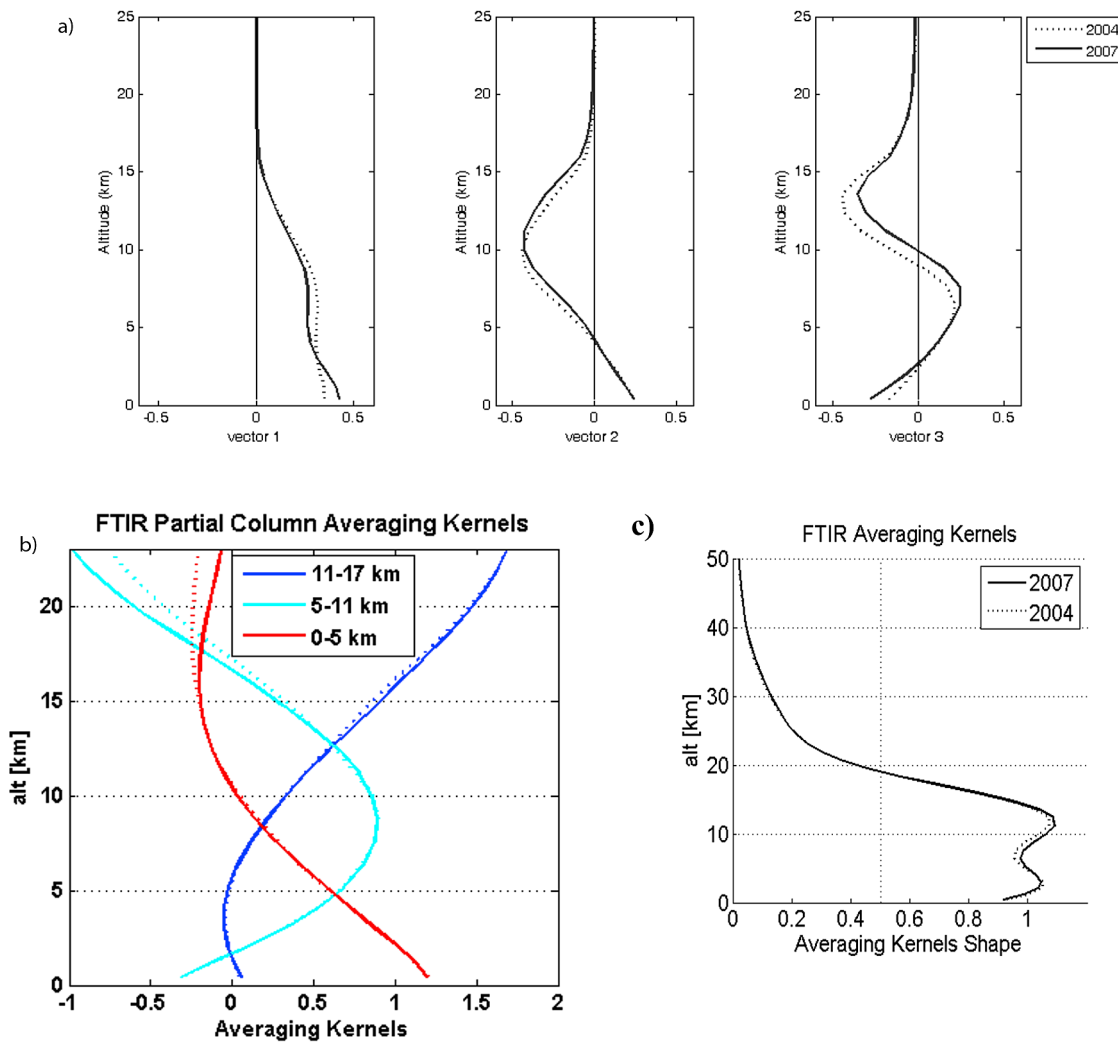 a)
25
20
15
10
5
0
Altitude (km)
-0.5 0 0.5
vector 1
25
20
15
10
5
0
Altitude (km)
-0.5 0 0.5
vector 2
25
20
15
10
5
0
Altitude (km)
-0.5 0 0.5
vector 3
2004
2007
b)
FTIR Partial Column Averaging Kernels
11-17 km
5-11 km
0-5 km
20
15
10
5
0
alt [km]
-1 -0.5 0 0.5 1 1.5 2
Averaging Kernels
c)
FTIR Averaging Kernels
2007
2004
50
40
30
20
10
0
alt [km]
0 0.2 0.4 0.6 0.8 1
Averaging Kernels Shape